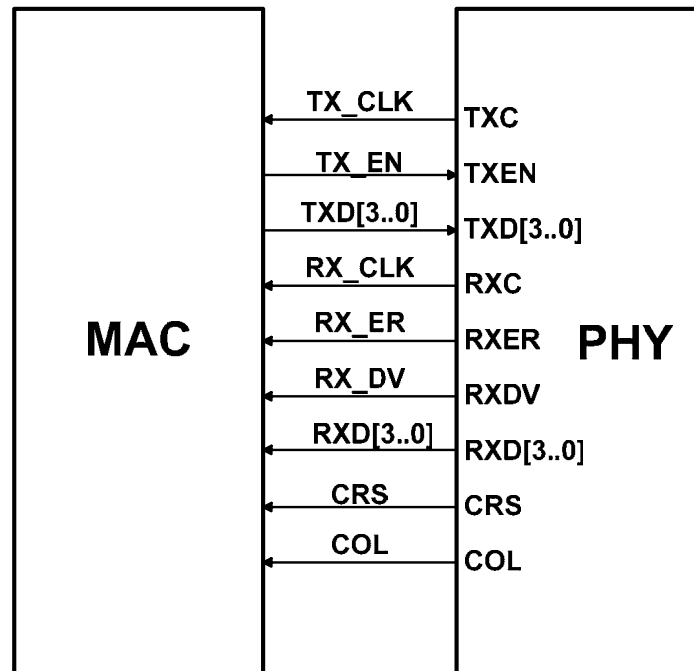 TX_CLK TXC
TX_EN TXEN
TXD[3..0] TXD[3..0]
RX_CLK RXC
MAC RX_ER RXER PHY
RX_DV RXDV
RXD[3..0] RXD[3..0]
CRS CRS
COL COL